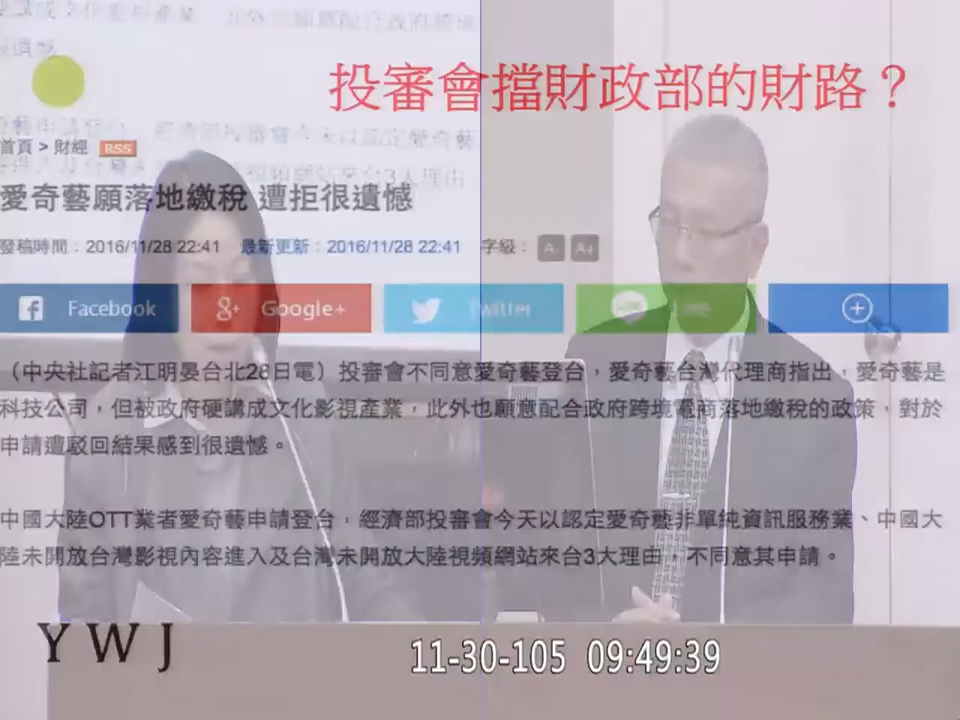 投審會擋財政部的財路？
首頁 > 財經 RSS
愛奇藝願落地繳稅 遭拒很遺憾
發稿時間：2016/11/28 22:41 最新更新：2016/11/28 22:41 字級： A- A+
Facebook Google+ Twitter Line
（中央社記者江明晏台北28日電）投審會不同意愛奇藝登台，愛奇藝台灣代理商指出，愛奇藝是
科技公司，但被政府硬講成文化影視產業，此外也願意配合政府跨境電商落地繳稅的政策，對於
申請遭駁回結果感到很遺憾。
中國大陸OTT業者愛奇藝申請登台，經濟部投審會今天以認定愛奇藝非單純資訊服務業、中國大
陸未開放台灣影視內容進入及台灣未開放大陸視頻網站來台3大理由，不同意其申請。
YWJ
11-30-105 09:49:39